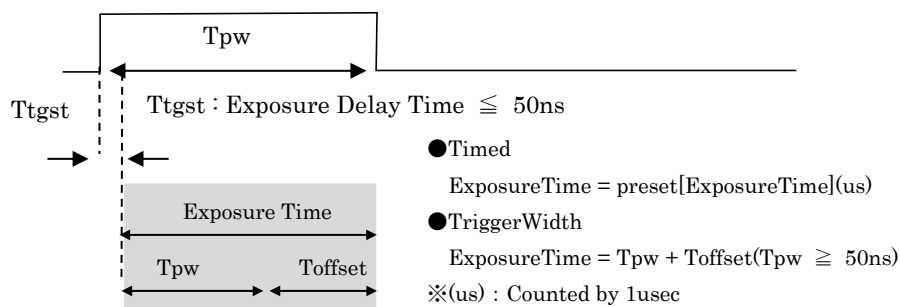 Tpw
Ttgst
Ttgst : Exposure Delay Time ≦ 50ns
●Timed
ExposureTime = preset[ExposureTime](us)
Exposure Time
●TriggerWidth
Tpw
Toffset
ExposureTime = Tpw + Toffset(Tpw ≧ 50ns)
※(us) : Counted by 1usec